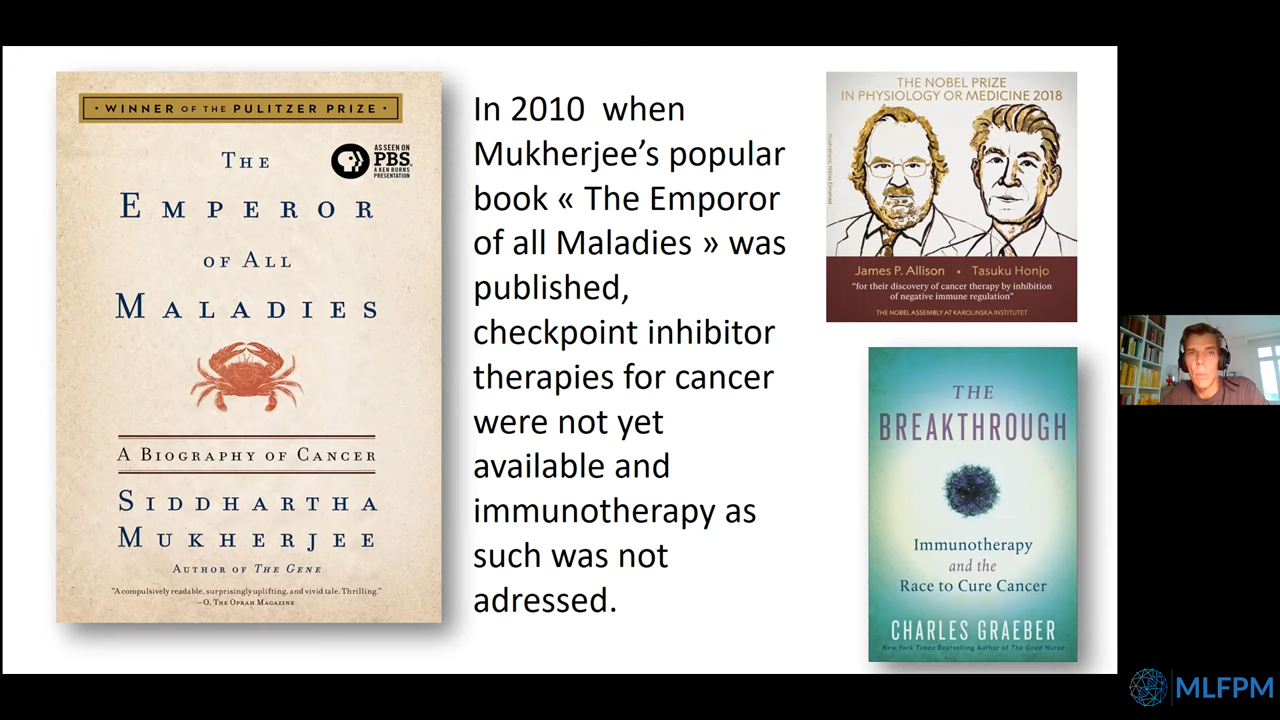 · WINNER OF THE PULITZER PRIZE ·
THE
EMPEROR
OF ALL
MALADIES
AS SEEN ON
PBS.
A KEN BURNS
PRESENTATION
A BIOGRAPHY OF CANCER
SIDDHARTHA
MUKHERJEE
AUTHOR OF THE GENE
"A compulsively readable, surprisingly uplifting, and vivid tale. Thrilling."
—O, THE OPRAH MAGAZINE
In 2010 when
Mukherjee’s popular
book « The Emporor
of all Maladies » was
published,
checkpoint inhibitor
therapies for cancer
were not yet
available and
immunotherapy as
such was not
adressed.
THE NOBEL PRIZE
IN PHYSIOLOGY OR MEDICINE 2018
James P. Allison • Tasuku Honjo
"for their discovery of cancer therapy by inhibition
of negative immune regulation"
THE NOBEL ASSEMBLY AT KAROLINSKA INSTITUTET
THE
BREAKTHROUGH
Immunotherapy
and the
Race to Cure Cancer
CHARLES GRAEBER
New York Times Bestselling Author of The Good Nurse
MLFPM